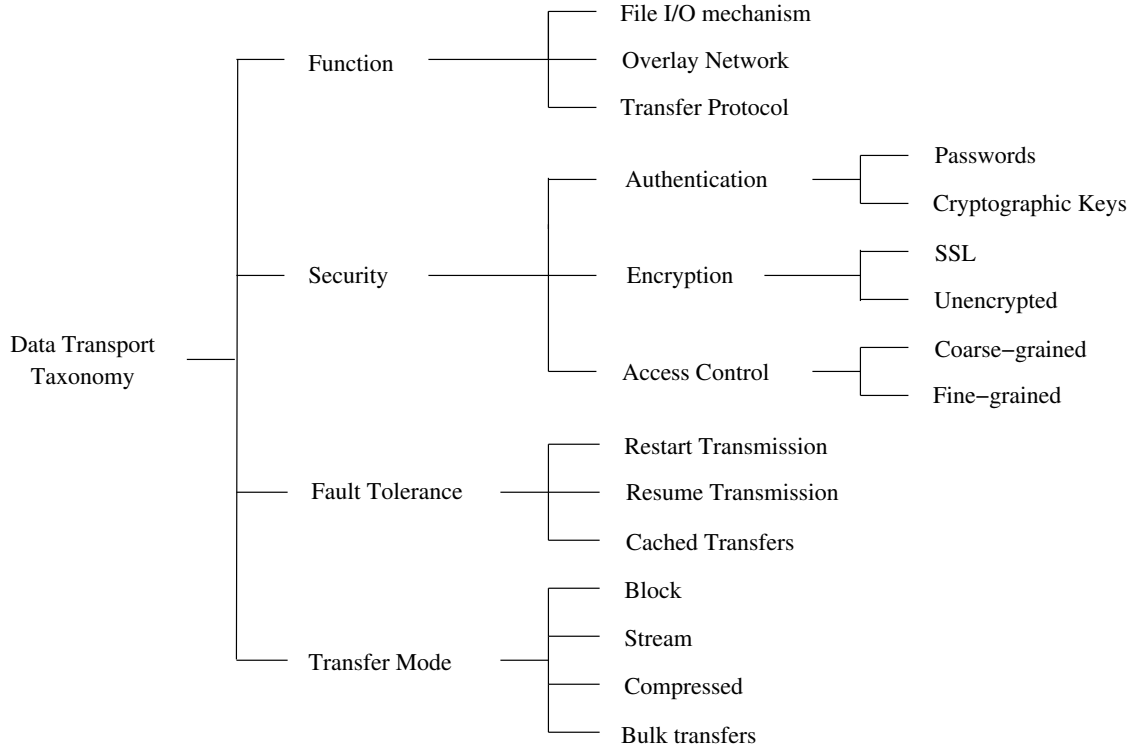 File I/O mechanism
Function
Overlay Network
Transfer Protocol
Passwords
Authentication
Cryptographic Keys
SSL
Security
Encryption
Unencrypted
Data Transport
Taxonomy
Coarse−grained
Access Control
Fine−grained
Restart Transmission
Fault Tolerance
Resume Transmission
Cached Transfers
Block
Stream
Transfer Mode
Compressed
Bulk transfers